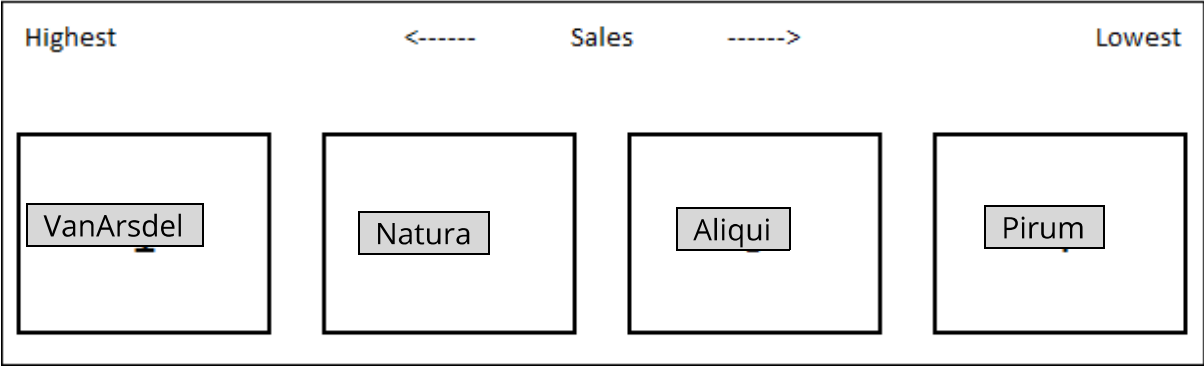 Highest <------ Sales ------> Lowest
VanArsdel Natura Aliqui Pirum